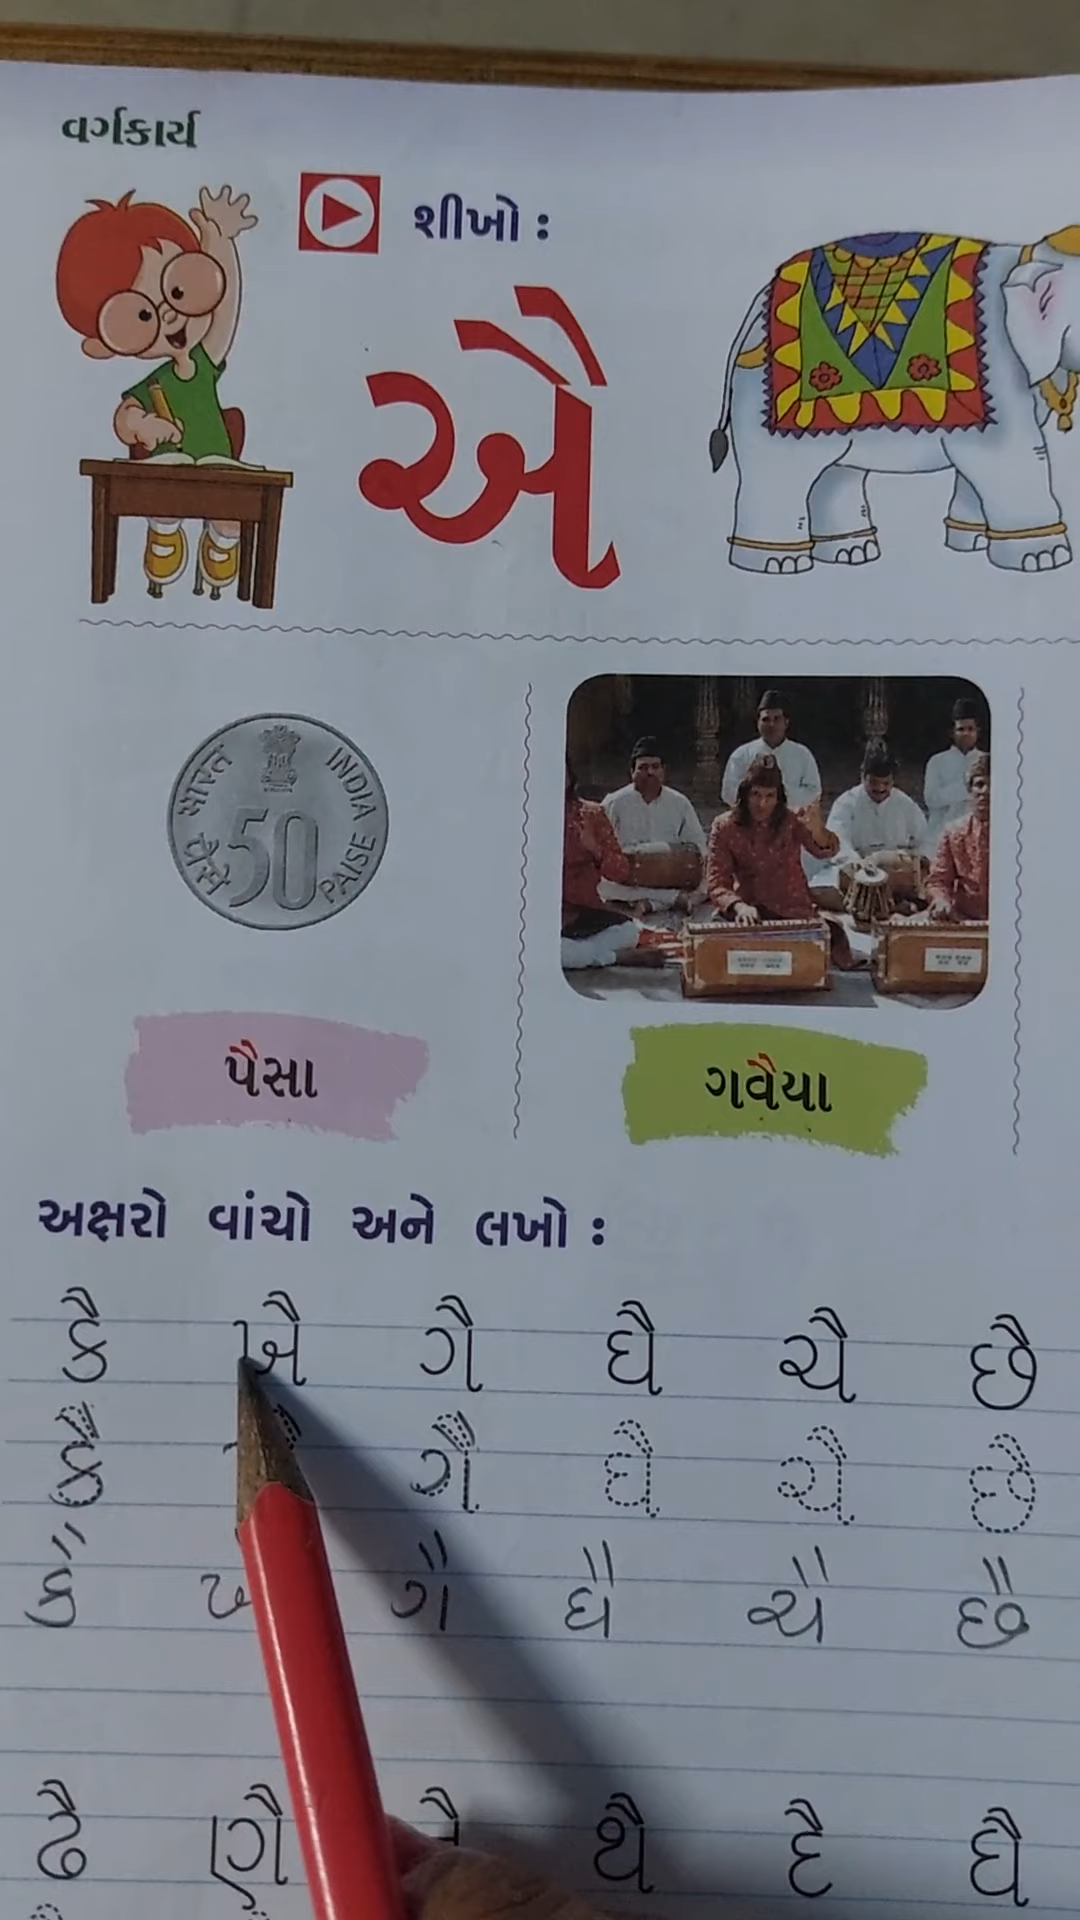 વર્ગકાર્ય
શીખો :
ઐ
भारत INDIA
पैसे 50 PAISE
પૈસા ગવૈયા
અક્ષરો વાંચો અને લખો :
કૈ ખૈ ગૈ ઘૈ ચૈ છૈ
કૈ ગૈ ઘૈ ચૈ છૈ
કૈ ગૈ ઘૈ ચૈ છૈ
ઢૈ ણૈ થૈ દૈ ધૈ